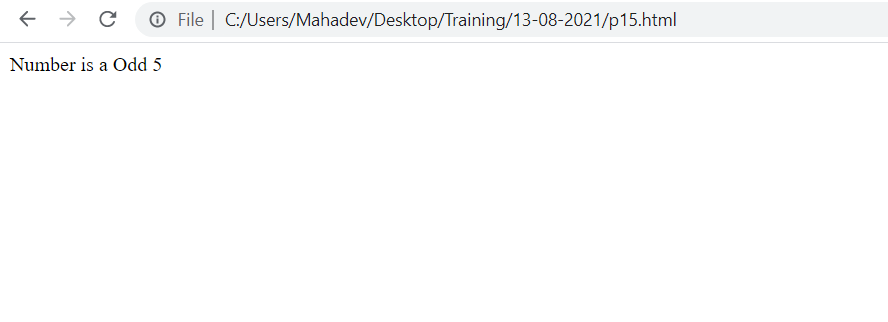 File | C:/Users/Mahadev/Desktop/Training/13-08-2021/p15.html
Number is a Odd 5